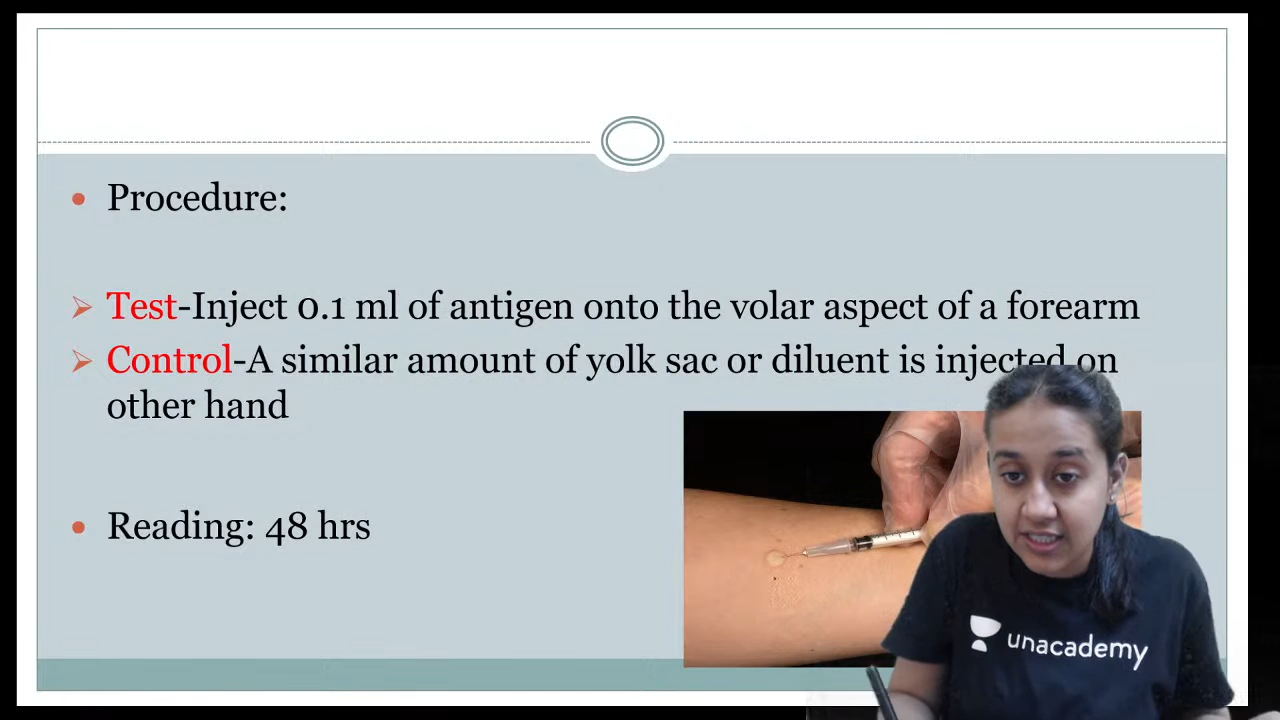 Procedure:
Test-Inject 0.1 ml of antigen onto the volar aspect of a forearm
Control-A similar amount of yolk sac or diluent is injected on
other hand
Reading: 48 hrs
unacademy